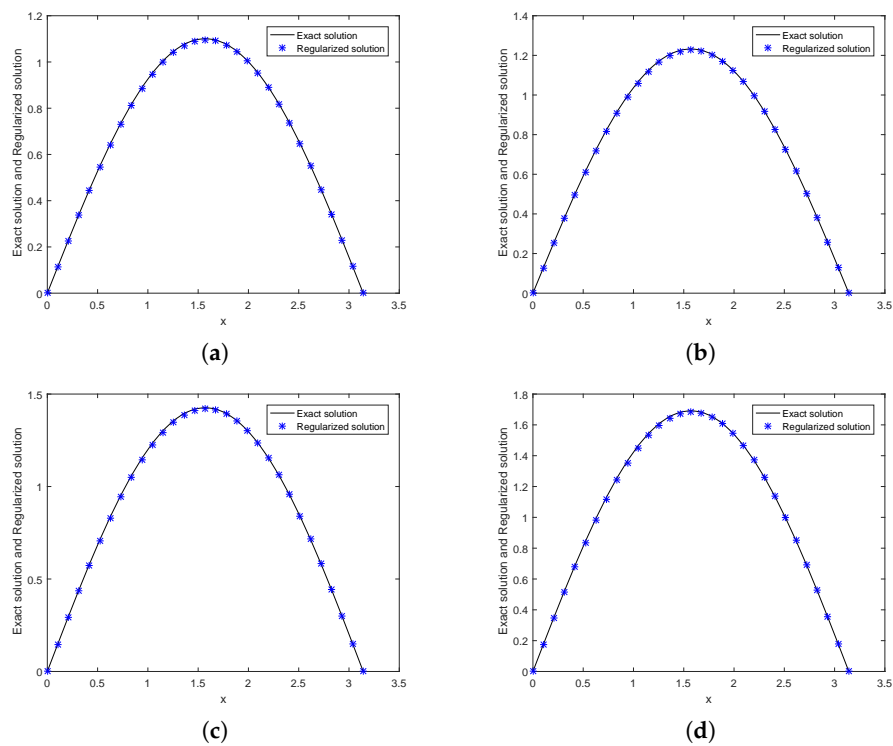 1.2
1
0.8
0.6
0.4
0.2
0
Exact solution and Regularized solution
Exact solution
Regularized solution
0 0.5 1 1.5 2 2.5 3 3.5
x
(a)
1.4
1.2
1
0.8
0.6
0.4
0.2
0
Exact solution and Regularized solution
Exact solution
Regularized solution
0 0.5 1 1.5 2 2.5 3 3.5
x
(b)
1.5
1
0.5
0
Exact solution and Regularized solution
Exact solution
Regularized solution
0 0.5 1 1.5 2 2.5 3 3.5
x
(c)
1.8
1.6
1.4
1.2
1
0.8
0.6
0.4
0.2
0
Exact solution and Regularized solution
Exact solution
Regularized solution
0 0.5 1 1.5 2 2.5 3 3.5
x
(d)